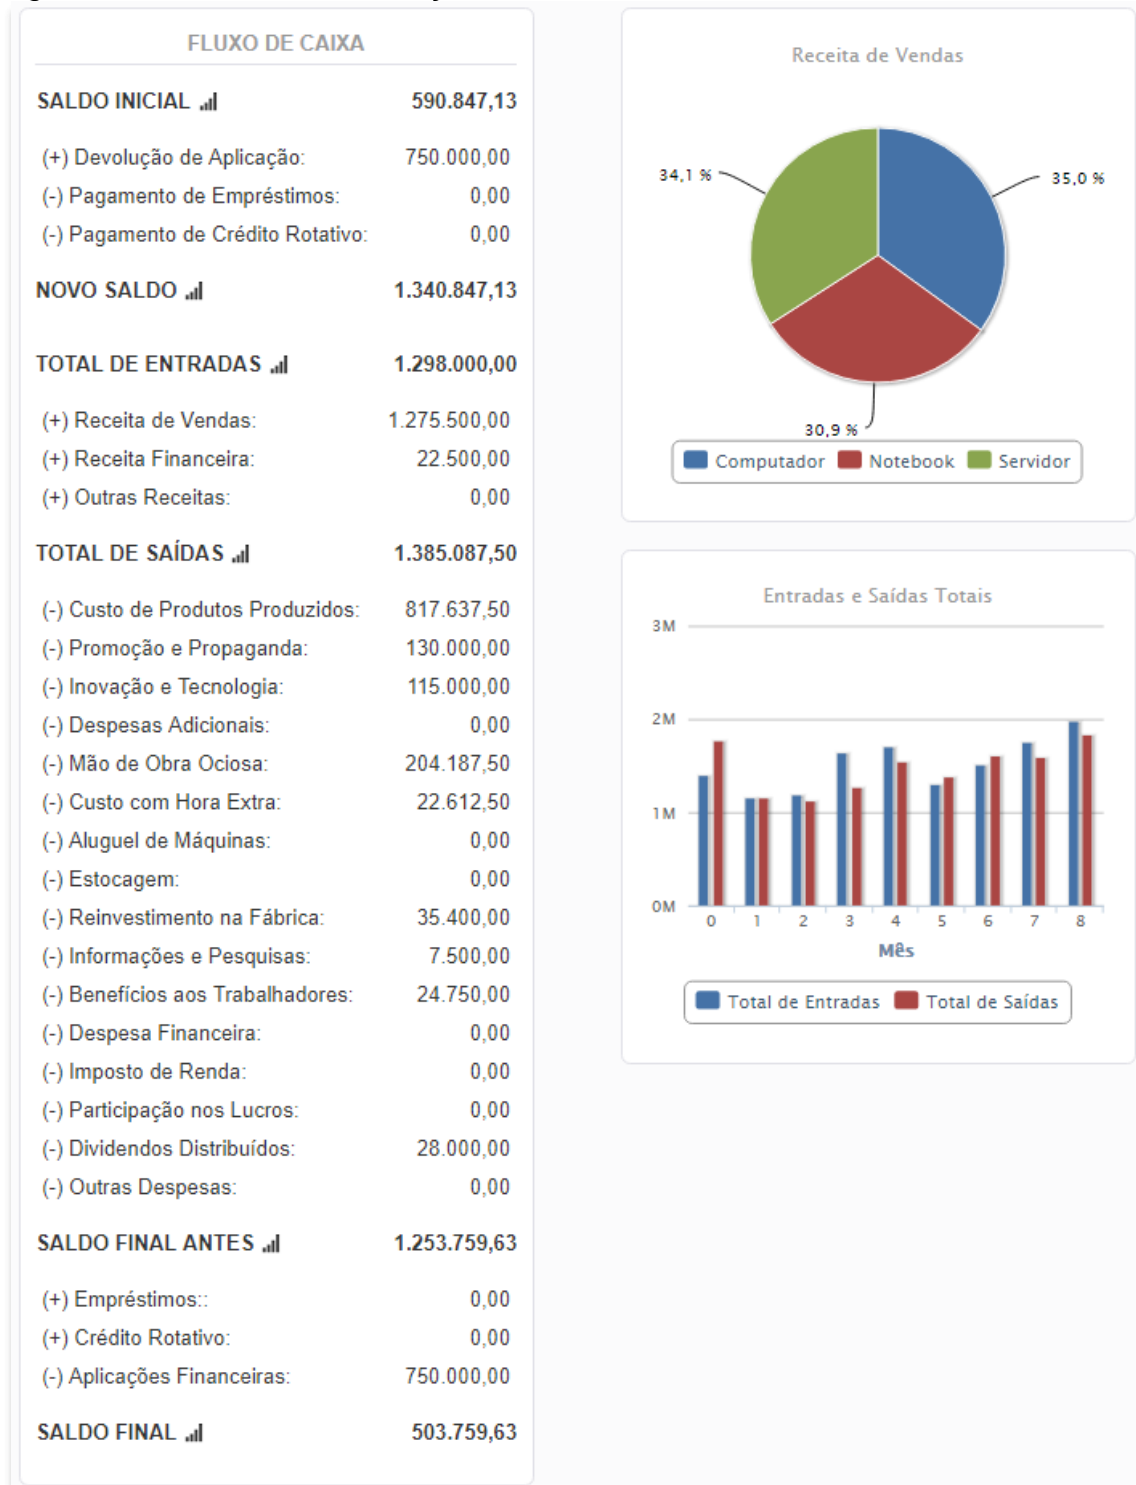 FLUXO DE CAIXA
SALDO INICIAL 590.847,13
(+) Devolução de Aplicação: 750.000,00
(-) Pagamento de Empréstimos: 0,00
(-) Pagamento de Crédito Rotativo: 0,00
NOVO SALDO 1.340.847,13
TOTAL DE ENTRADAS 1.298.000,00
(+) Receita de Vendas: 1.275.500,00
(+) Receita Financeira: 22.500,00
(+) Outras Receitas: 0,00
TOTAL DE SAÍDAS 1.385.087,50
(-) Custo de Produtos Produzidos: 817.637,50
(-) Promoção e Propaganda: 130.000,00
(-) Inovação e Tecnologia: 115.000,00
(-) Despesas Adicionais: 0,00
(-) Mão de Obra Ociosa: 204.187,50
(-) Custo com Hora Extra: 22.612,50
(-) Aluguel de Máquinas: 0,00
(-) Estocagem: 0,00
(-) Reinvestimento na Fábrica: 35.400,00
(-) Informações e Pesquisas: 7.500,00
(-) Benefícios aos Trabalhadores: 24.750,00
(-) Despesa Financeira: 0,00
(-) Imposto de Renda: 0,00
(-) Participação nos Lucros: 0,00
(-) Dividendos Distribuídos: 28.000,00
(-) Outras Despesas: 0,00
SALDO FINAL ANTES 1.253.759,63
(+) Empréstimos:: 0,00
(+) Crédito Rotativo: 0,00
(-) Aplicações Financeiras: 750.000,00
SALDO FINAL 503.759,63
Receita de Vendas
34,1 % 35,0 %
30,9 %
Computador Notebook Servidor
Entradas e Saídas Totais
3M
2M
1M
0M
0 1 2 3 4 5 6 7 8
Mês
Total de Entradas Total de Saídas